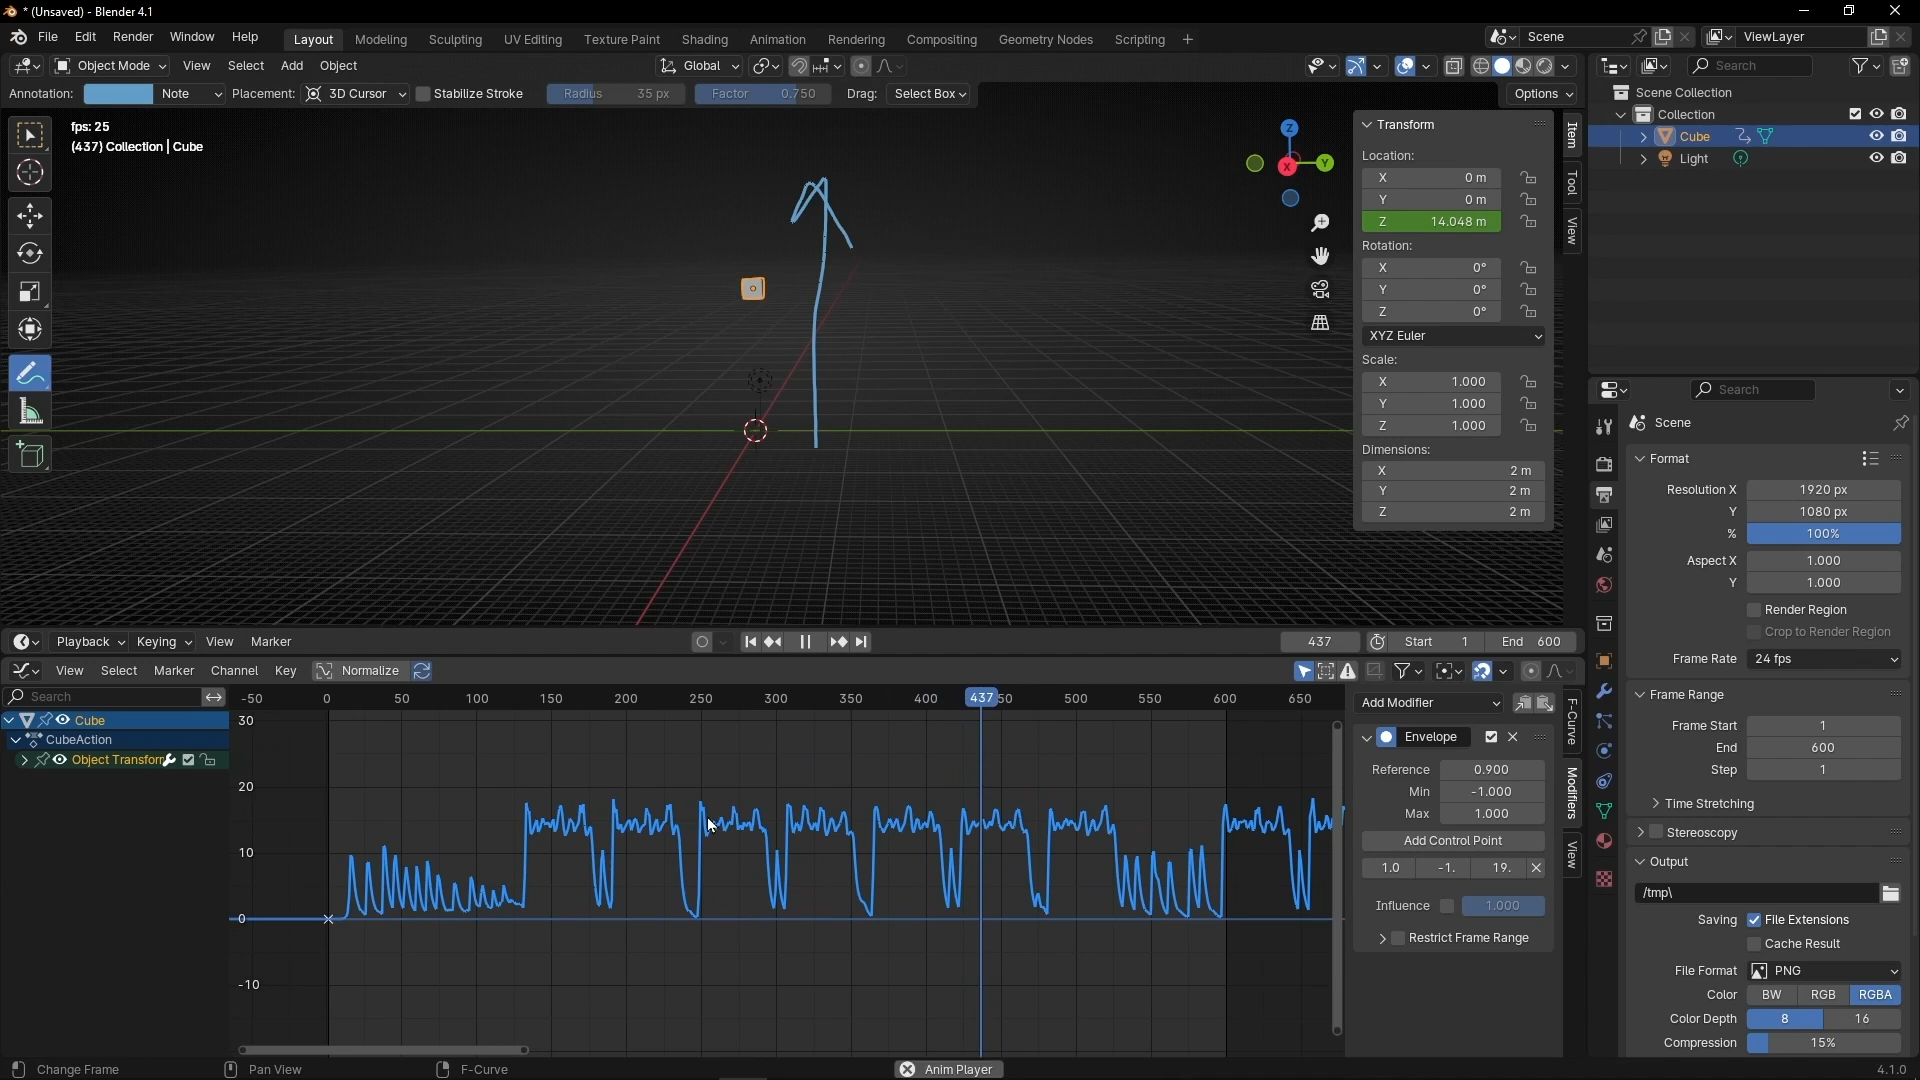 * (Unsaved) - Blender 4.1
File Edit Render Window Help Layout Modeling Sculpting UV Editing Texture Paint Shading Animation Rendering Compositing Geometry Nodes Scripting + Scene ViewLayer
Object Mode View Select Add Object Global Search
Annotation: Note Placement: 3D Cursor Stabilize Stroke Radius 35 px Factor 0.750 Drag: Select Box Options
Scene Collection
Collection
Cube
Light
fps: 25
(437) Collection | Cube
Z
Y
X
Item
Tool
View
Transform
Location:
X 0 m
Y 0 m
Z 14.048 m
Rotation:
X 0°
Y 0°
Z 0°
XYZ Euler
Scale:
X 1.000
Y 1.000
Z 1.000
Dimensions:
X 2 m
Y 2 m
Z 2 m
Search
Scene
Format
Resolution X 1920 px
Y 1080 px
% 100%
Aspect X 1.000
Y 1.000
Render Region
Crop to Render Region
Frame Rate 24 fps
Frame Range
Frame Start 1
End 600
Step 1
Time Stretching
Stereoscopy
Output
/tmp\
Saving File Extensions
Cache Result
File Format PNG
Color BW RGB RGBA
Color Depth 8 16
Compression 15%
Playback Keying View Marker 437 Start 1 End 600
View Select Marker Channel Key Normalize
Search
Cube
CubeAction
Object Transfor
-50 0 50 100 150 200 250 300 350 400 437 50 500 550 600 650
30
20
10
0
-10
Add Modifier
Envelope
Reference 0.900
Min -1.000
Max 1.000
Add Control Point
1.0 -1. 19.
Influence 1.000
Restrict Frame Range
F-Curve
Modifiers
View
Change Frame Pan View F-Curve Anim Player 4.1.0